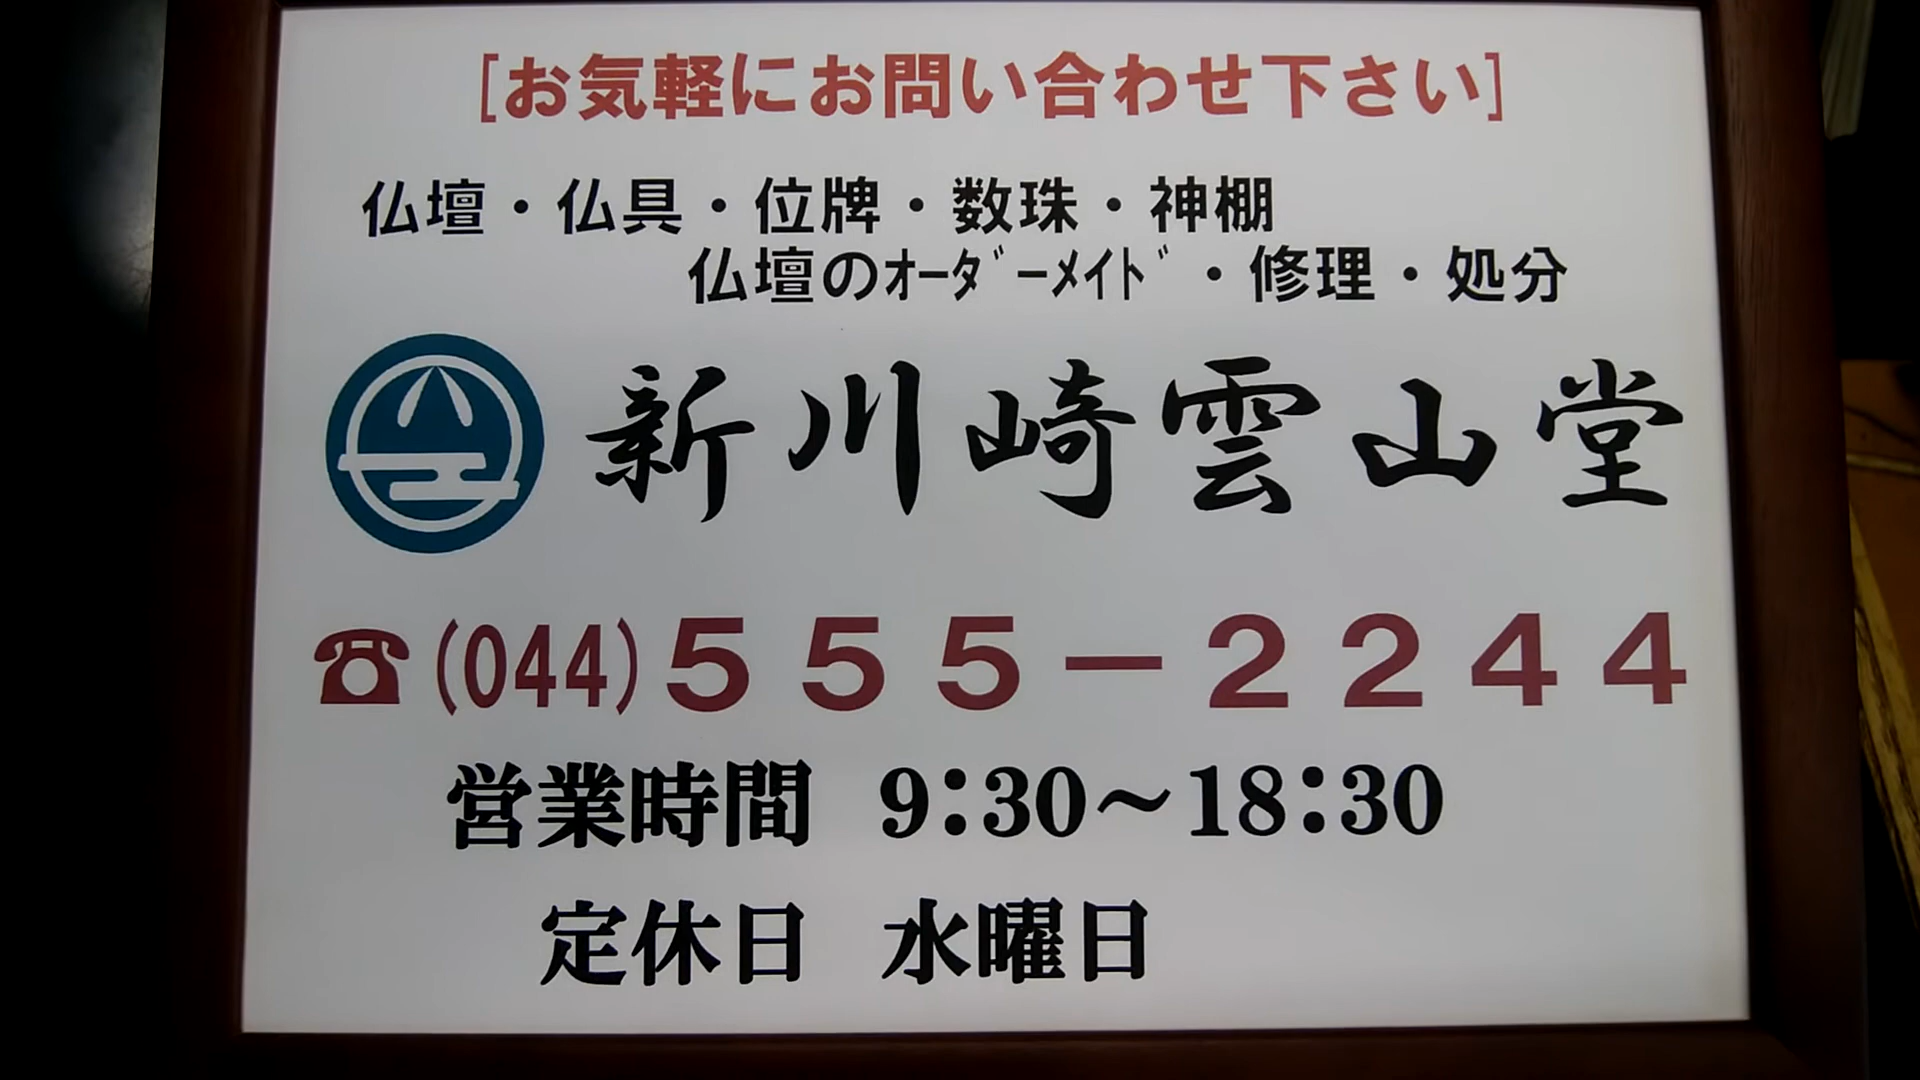 [お気軽にお問い合わせ下さい]
仏壇・仏具・位牌・数珠・神棚
仏壇のｵｰﾀﾞｰﾒｲﾄﾞ・修理・処分
新川崎雲山堂
☎(044)５５５－２２４４
営業時間 9:30～18:30
定休日 水曜日